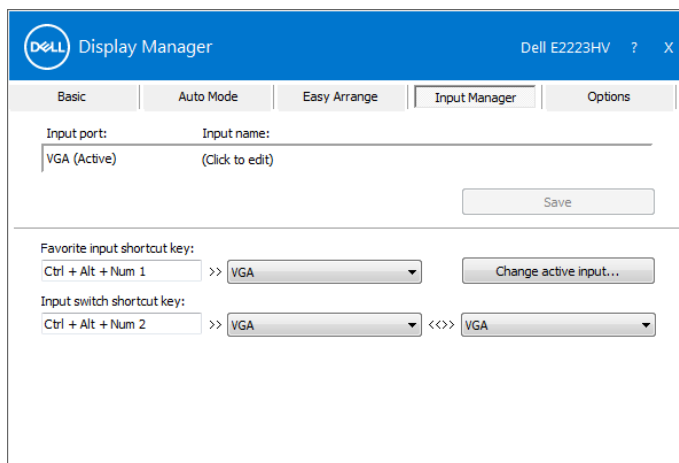 DELL Display Manager Dell E2223HV ? X
Basic Auto Mode Easy Arrange Input Manager Options
Input port: Input name:
VGA (Active) (Click to edit)
Save
Favorite input shortcut key:
Ctrl + Alt + Num 1 >> VGA Change active input...
Input switch shortcut key:
Ctrl + Alt + Num 2 >> VGA <<>> VGA